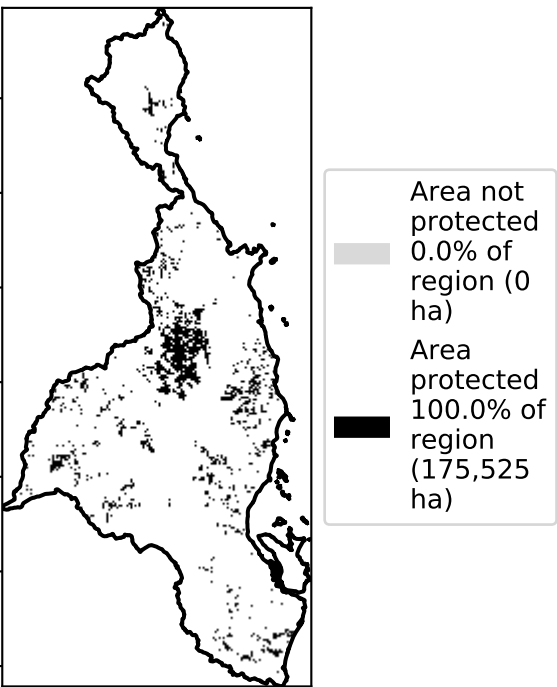 Area not
protected
0.0% of
region (0
ha)
Area
protected
100.0% of
region
(175,525
ha)